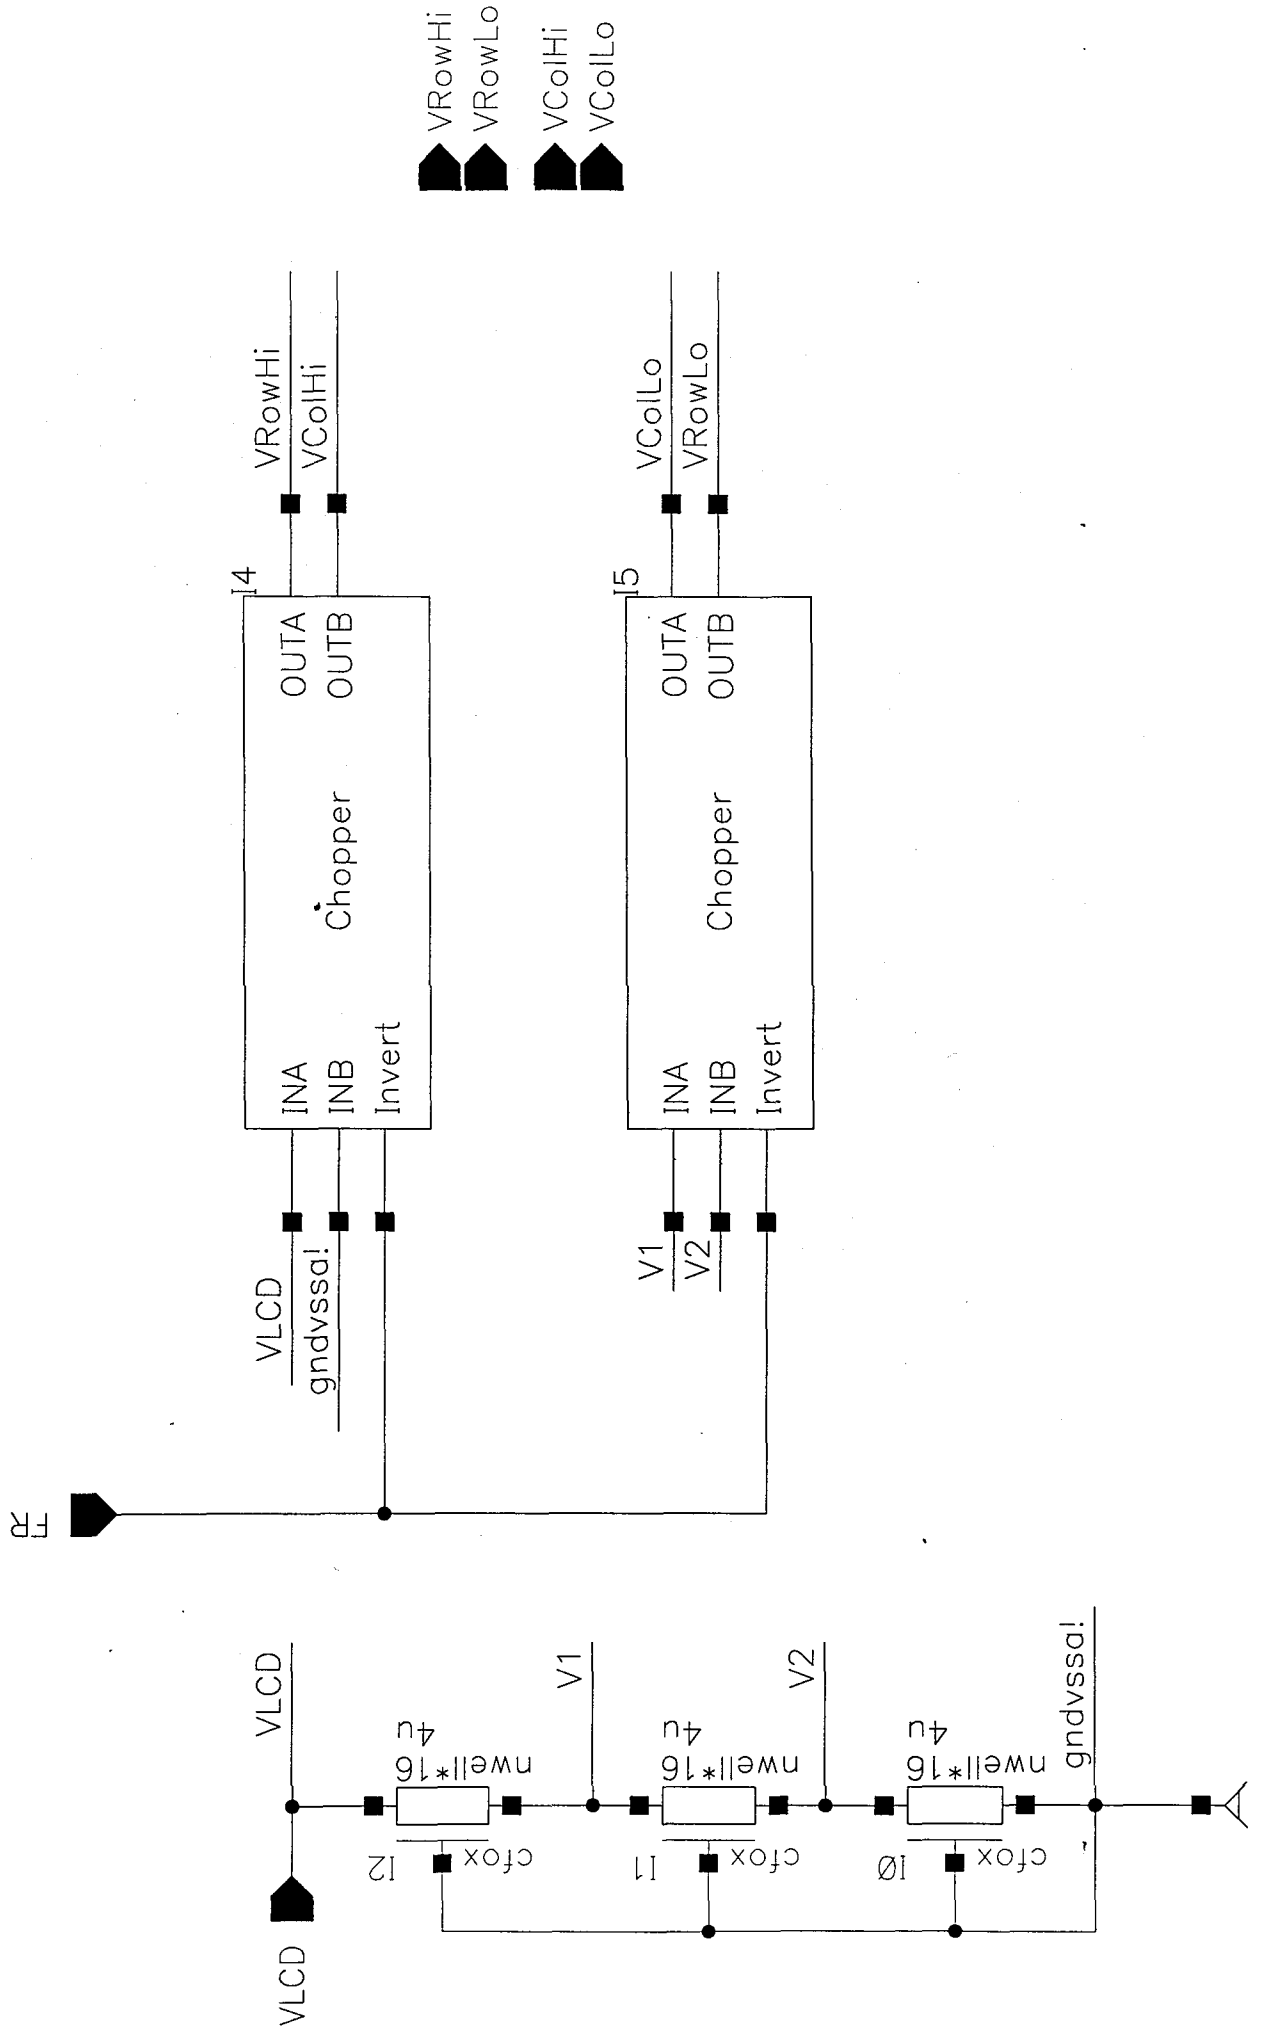 FR
VLCD
VLCD
I2
nwell*16
4u
cfox
V1
I1
nwell*16
4u
cfox
V2
IØ
nwell*16
4u
cfox
gndvssa!
VLCD
gndvssa!
I4
INA
INB
Invert
Chopper
OUTA
OUTB
VRowHi
VColHi
V1
V2
I5
INA
INB
Invert
Chopper
OUTA
OUTB
VColLo
VRowLo
VRowHi
VRowLo
VColHi
VColLo